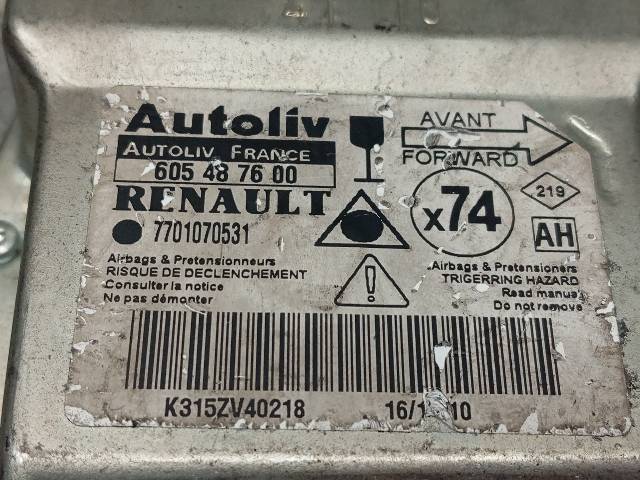 Autoliv
AUTOLIV FRANCE
605 48 76 00
RENAULT
7701070531
Airbags & Pretensionneurs
RISQUE DE DECLENCHEMENT
Consulter la notice
Ne pas démonter
AVANT
FORWARD
x74
219
AH
Airbags & Pretensioners
TRIGERRING HAZARD
Read manual
Do not remove
K315ZV40218